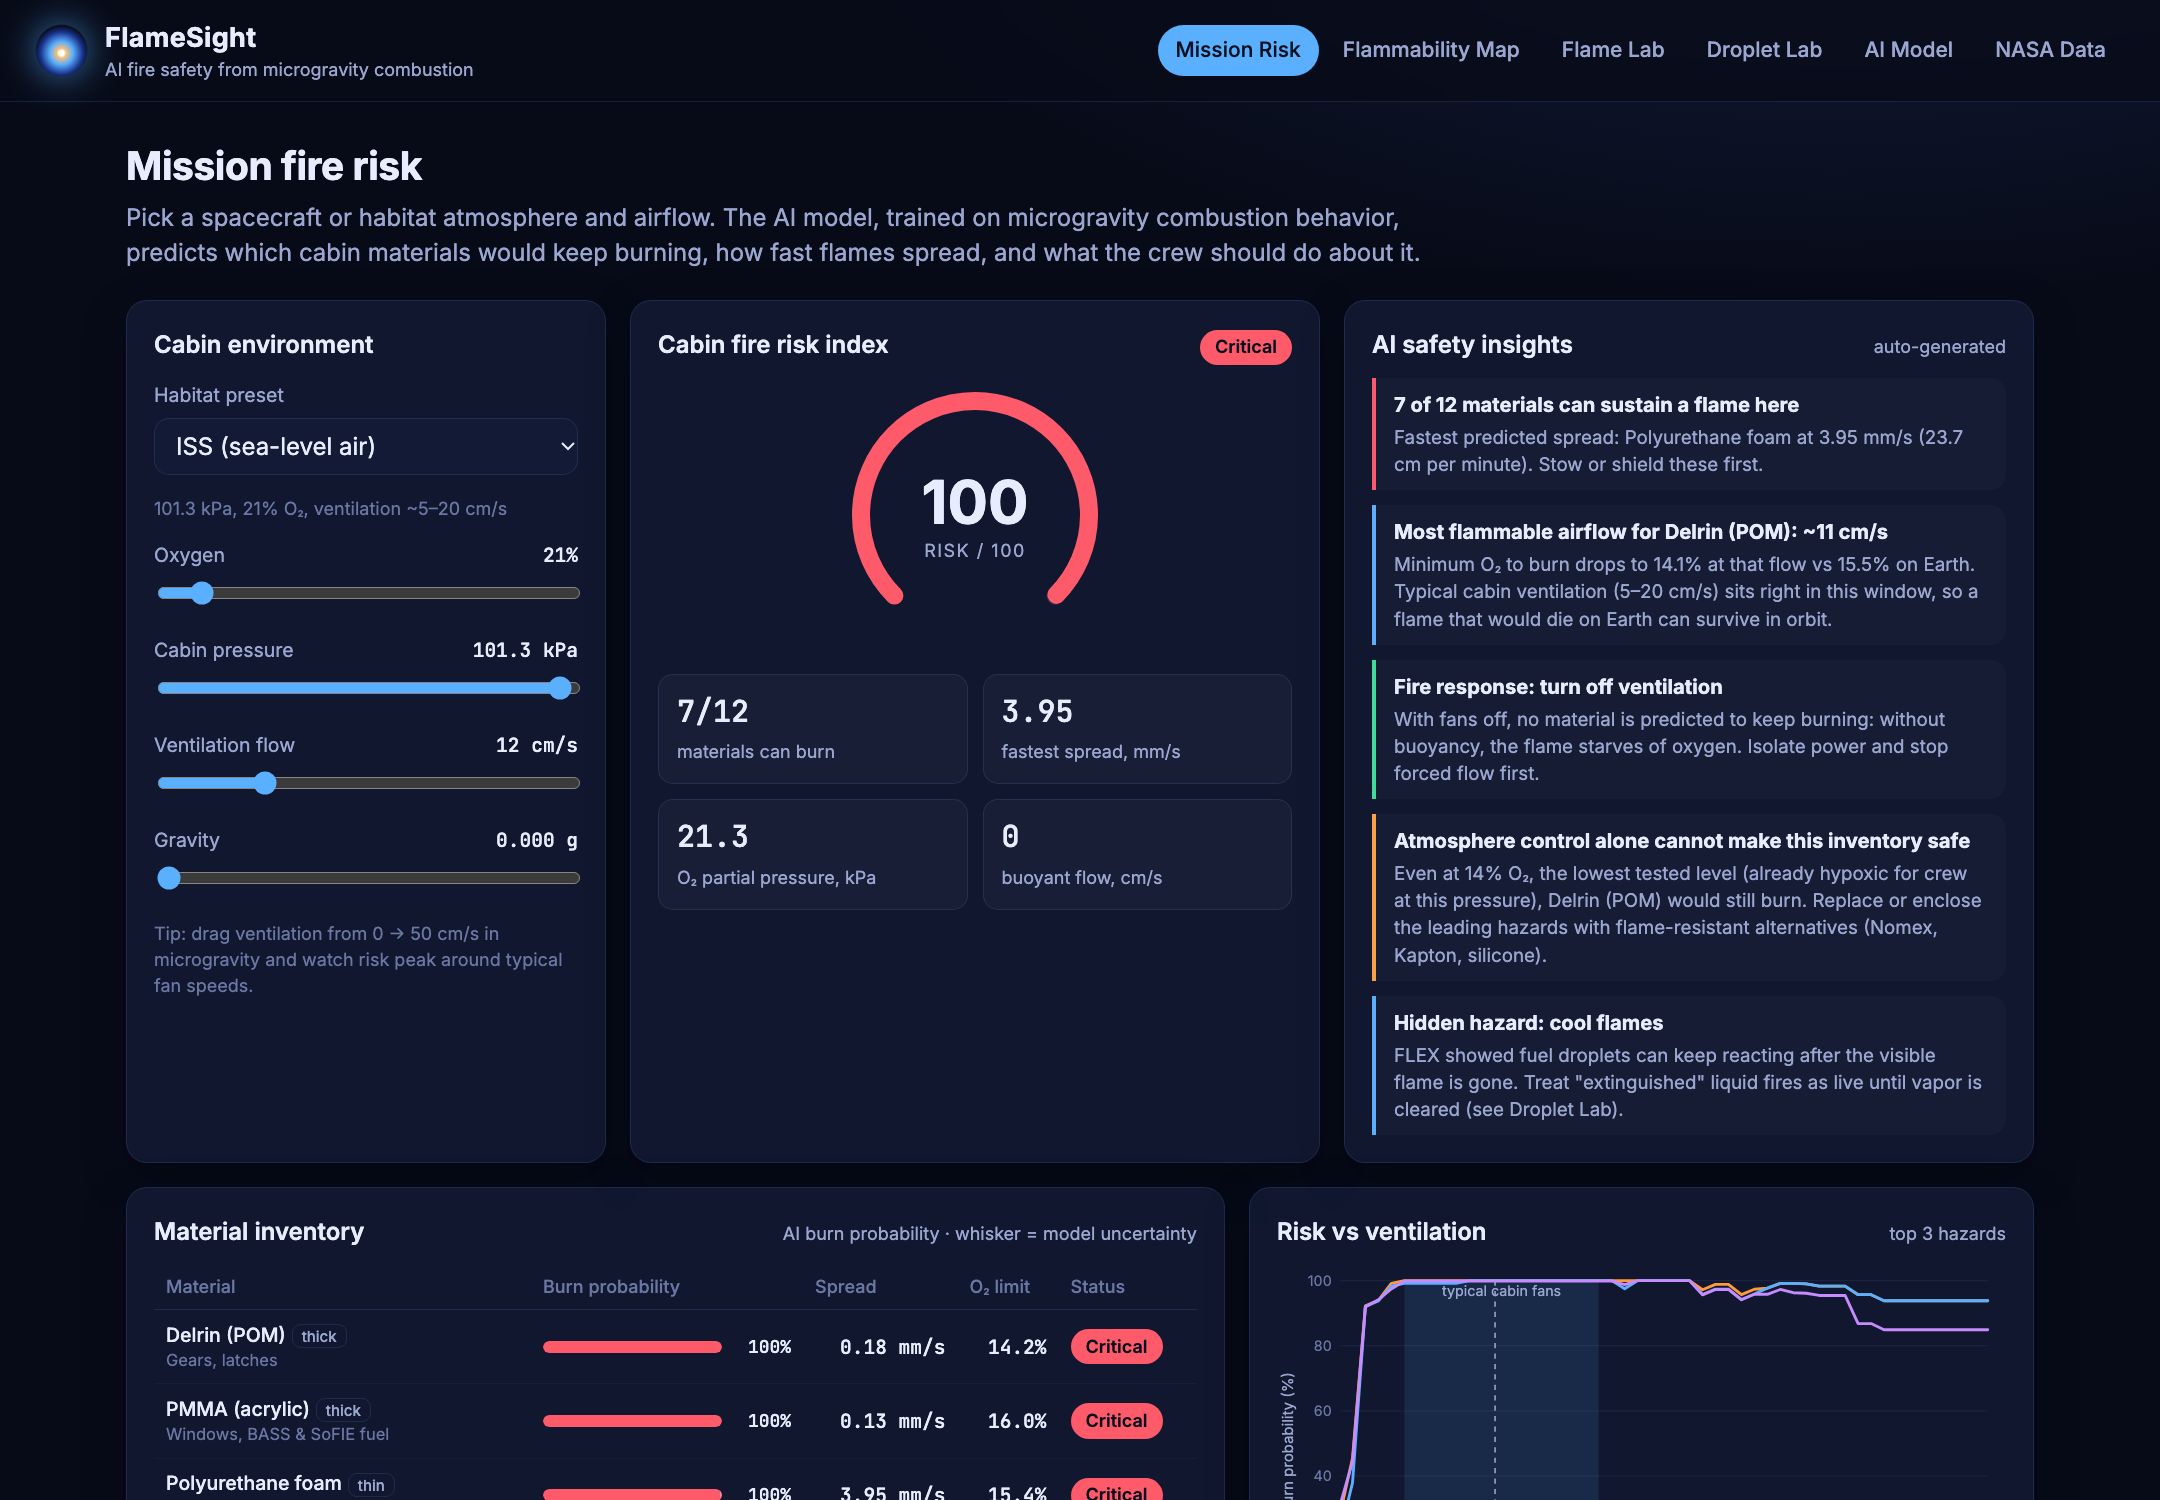 FlameSight
AI fire safety from microgravity combustion
Mission Risk
Flammability Map
Flame Lab
Droplet Lab
AI Model
NASA Data
Mission fire risk
Pick a spacecraft or habitat atmosphere and airflow. The AI model, trained on microgravity combustion behavior,
predicts which cabin materials would keep burning, how fast flames spread, and what the crew should do about it.
Cabin environment
Habitat preset
ISS (sea-level air)
101.3 kPa, 21% O₂, ventilation ~5–20 cm/s
Oxygen 21%
Cabin pressure 101.3 kPa
Ventilation flow 12 cm/s
Gravity 0.000 g
Tip: drag ventilation from 0 → 50 cm/s in
microgravity and watch risk peak around typical
fan speeds.
Cabin fire risk index
Critical
100
RISK / 100
7/12
materials can burn
3.95
fastest spread, mm/s
21.3
O₂ partial pressure, kPa
0
buoyant flow, cm/s
AI safety insights
auto-generated
7 of 12 materials can sustain a flame here
Fastest predicted spread: Polyurethane foam at 3.95 mm/s (23.7
cm per minute). Stow or shield these first.
Most flammable airflow for Delrin (POM): ~11 cm/s
Minimum O₂ to burn drops to 14.1% at that flow vs 15.5% on Earth.
Typical cabin ventilation (5–20 cm/s) sits right in this window, so a
flame that would die on Earth can survive in orbit.
Fire response: turn off ventilation
With fans off, no material is predicted to keep burning: without
buoyancy, the flame starves of oxygen. Isolate power and stop
forced flow first.
Atmosphere control alone cannot make this inventory safe
Even at 14% O₂, the lowest tested level (already hypoxic for crew
at this pressure), Delrin (POM) would still burn. Replace or enclose
the leading hazards with flame-resistant alternatives (Nomex,
Kapton, silicone).
Hidden hazard: cool flames
FLEX showed fuel droplets can keep reacting after the visible
flame is gone. Treat "extinguished" liquid fires as live until vapor is
cleared (see Droplet Lab).
Material inventory
AI burn probability · whisker = model uncertainty
Material Burn probability Spread O₂ limit Status
Delrin (POM) thick 100% 0.18 mm/s 14.2% Critical
Gears, latches
PMMA (acrylic) thick 100% 0.13 mm/s 16.0% Critical
Windows, BASS & SoFIE fuel
Polyurethane foam thin 100% 3.95 mm/s 15.4% Critical
Risk vs ventilation
top 3 hazards
100
typical cabin fans
80
60
40
probability (%)